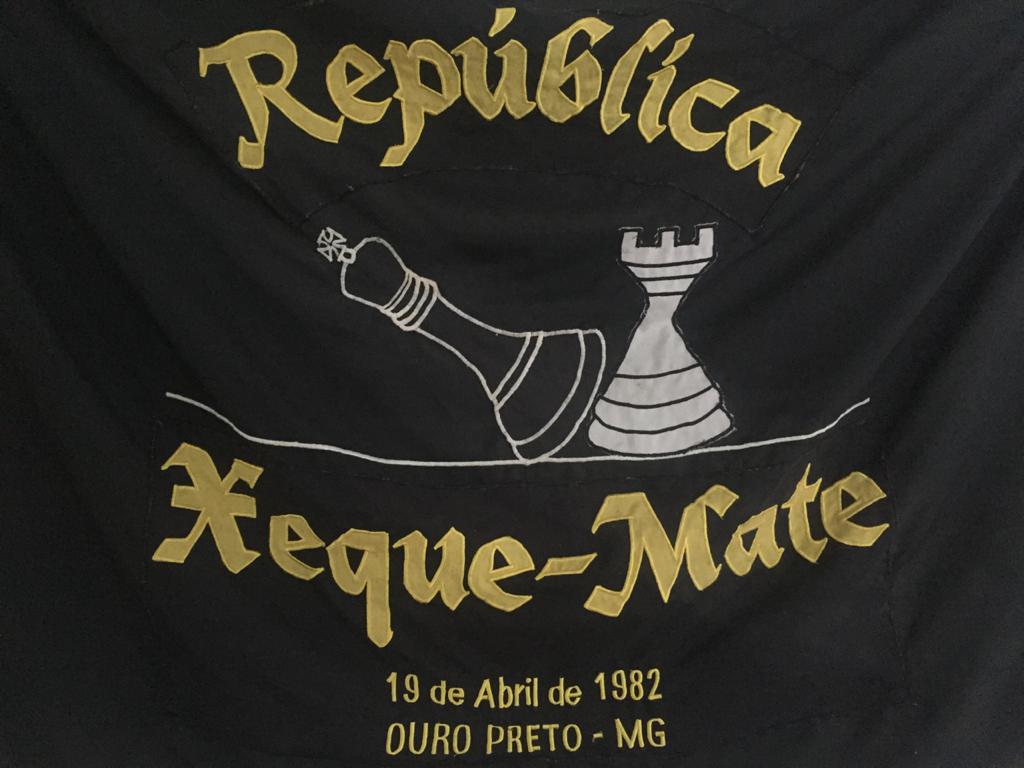 República
Xeque-Mate
19 de Abril de 1982
OURO PRETO - MG